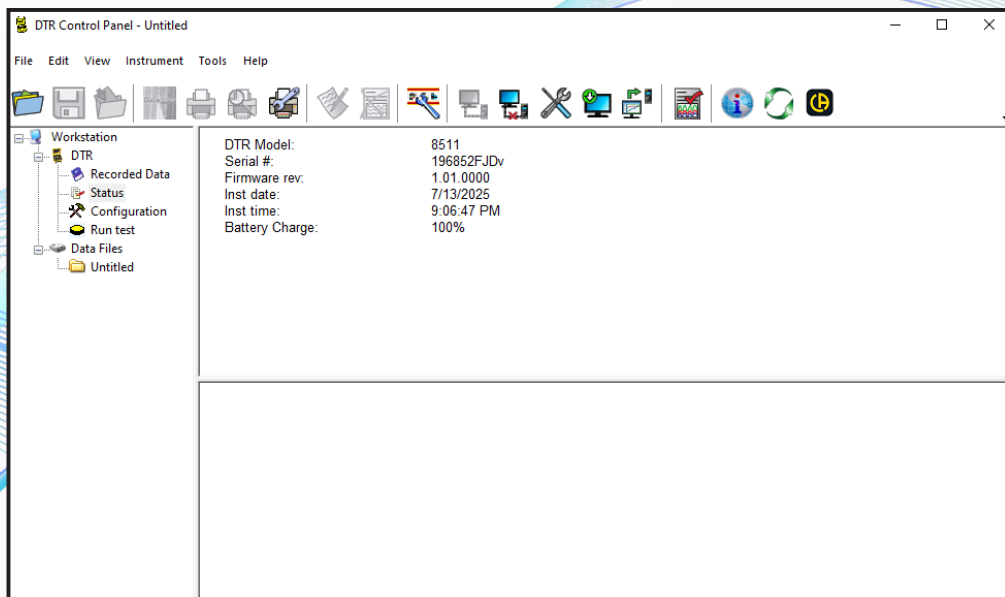 DTR Control Panel - Untitled
File Edit View Instrument Tools Help
Workstation
DTR
Recorded Data
Status
Configuration
Run test
Data Files
Untitled
DTR Model: 8511
Serial #: 196852FJDv
Firmware rev: 1.01.0000
Inst date: 7/13/2025
Inst time: 9:06:47 PM
Battery Charge: 100%